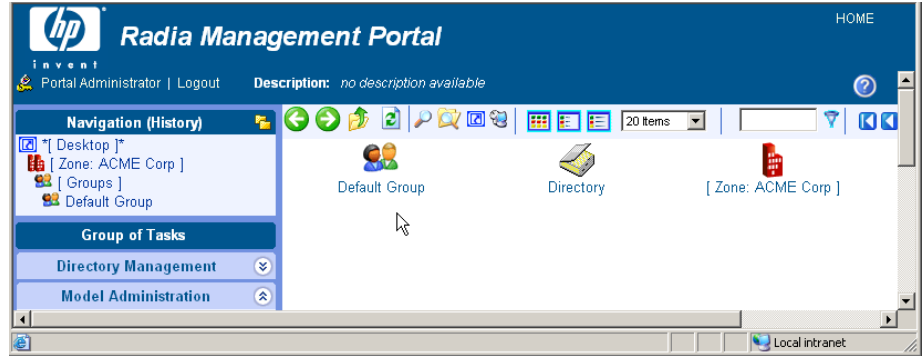 HOME
hp
Radia Management Portal
invent
Portal Administrator | Logout
Description: no description available
?
Navigation (History)
20 Items
*[ Desktop ]*
[ Zone: ACME Corp ]
[ Groups ]
Default Group
Default Group
Directory
[ Zone: ACME Corp ]
Group of Tasks
Directory Management
Model Administration
Local intranet